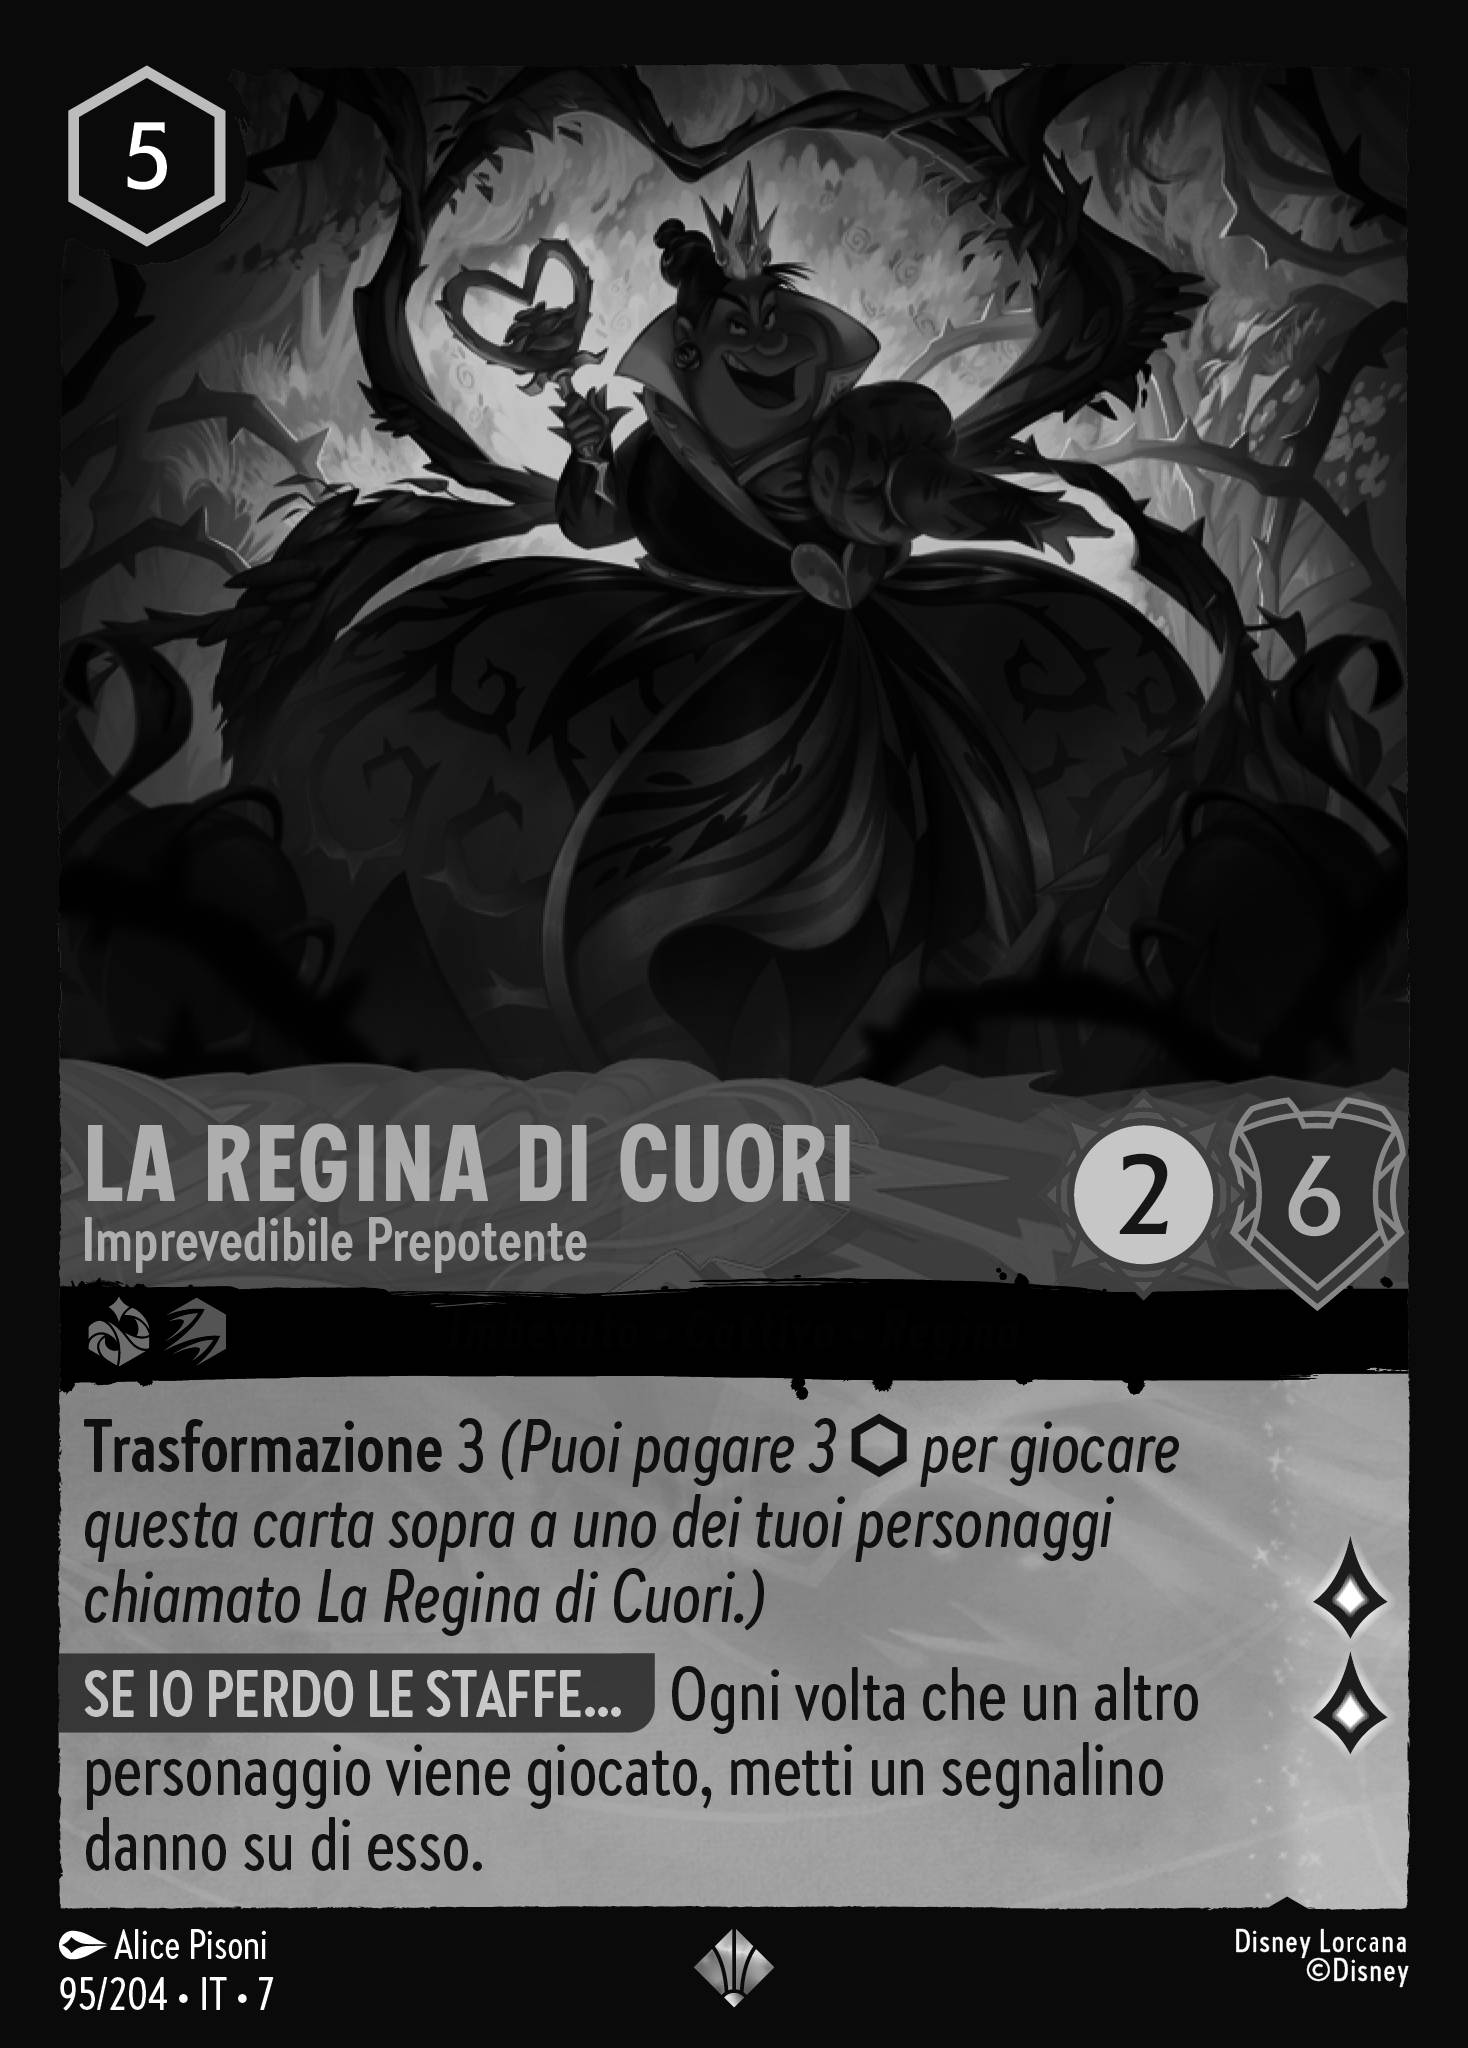 5
LA REGINA DI CUORI
Imprevedibile Prepotente
2
6
Regina
Trasformazione 3 (Puoi pagare 3 ⬡ per giocare
questa carta sopra a uno dei tuoi personaggi
chiamato La Regina di Cuori.)
SE IO PERDO LE STAFFE... Ogni volta che un altro
personaggio viene giocato, metti un segnalino
danno su di esso.
Alice Pisoni
95/204 • IT • 7
Disney Lorcana
©Disney